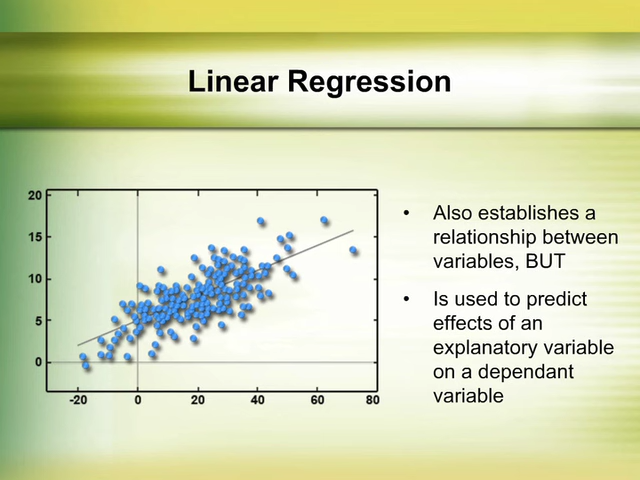 Linear Regression
20
15
10
5
0
-20 0 20 40 60 80
• Also establishes a
relationship between
variables, BUT
• Is used to predict
effects of an
explanatory variable
on a dependant
variable